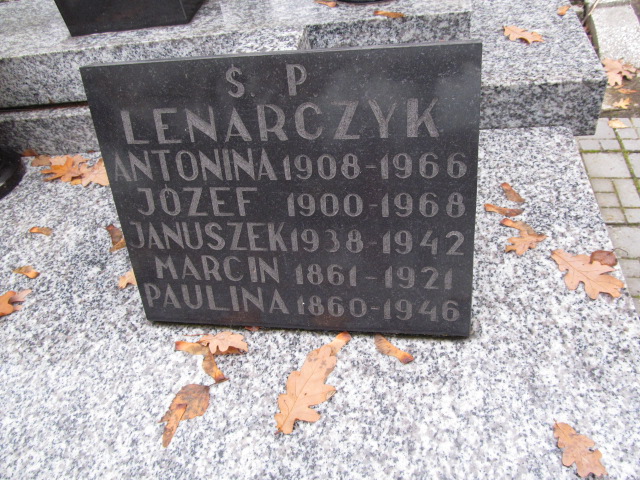 Ś. P.
LENARCZYK
ANTONINA 1908-1966
JÓZEF 1900-1968
JANUSZEK 1938-1942
MARCIN 1861-1921
PAULINA 1860-1946